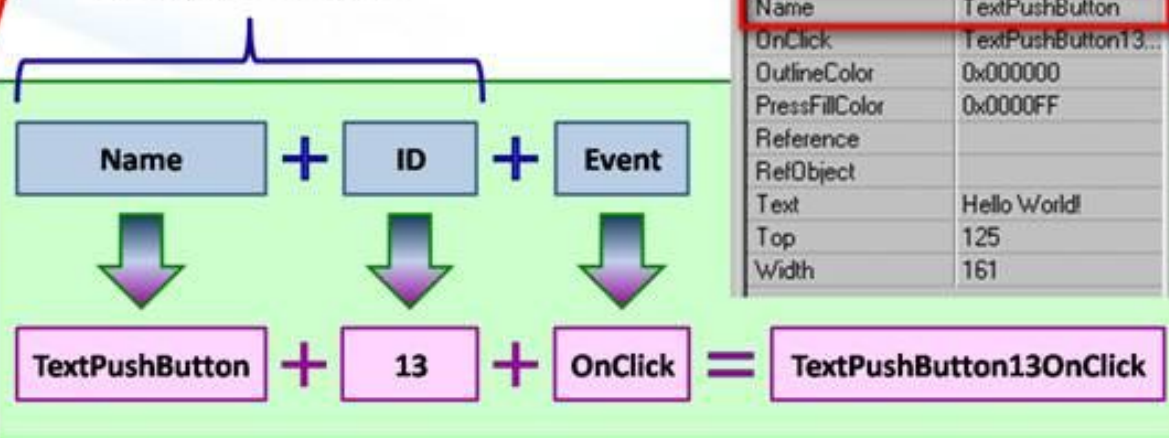 Name TextPushButton
OnClick TextPushButton13...
OutlineColor 0x000000
PressFillColor 0x0000FF
Reference
RefObject
Text Hello World!
Top 125
Width 161
Name + ID + Event
TextPushButton + 13 + OnClick = TextPushButton13OnClick